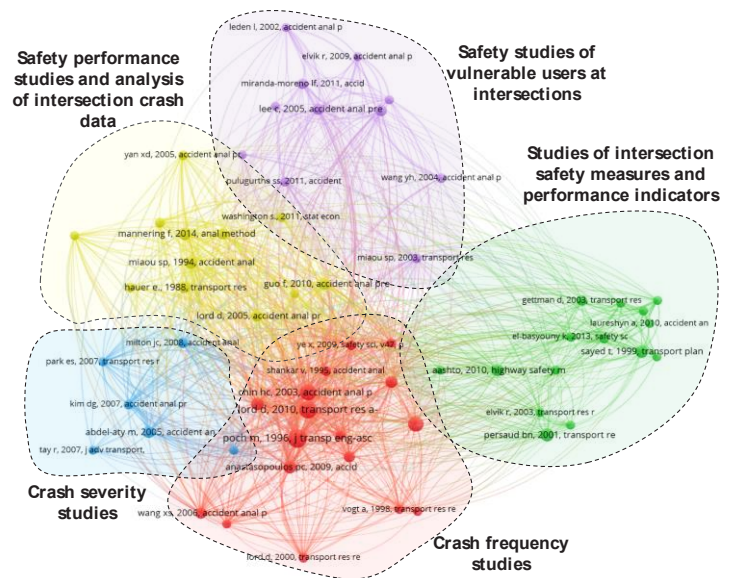 Safety performance
studies and analysis
of intersection crash
data
Safety studies of
vulnerable users at
intersections
Studies of intersection
safety measures and
performance indicators
Crash severity
studies
Crash frequency
studies
leden l, 2002, accident anal p
elvik r, 2009, accident anal p
miranda-moreno lf, 2011, accid
lee c, 2005, accident anal pre
yan xd, 2005, accident anal pr
pulugurtha ss, 2011, accident
wang yh, 2004, accident anal p
washington s., 2011, stat econ
mannering f, 2014, anal method
miaou sp, 2003, transport res
miaou sp, 1994, accident anal
hauer e., 1988, transport res
guo f, 2010, accident anal pre
lord d, 2005, accident anal pr
gettman d, 2003, transport res
laureshyn a, 2010, accident an
el-basyouny k, 2013, safety sc
sayed t, 1999, transport plan
aashto, 2010, highway safety m
elvik r, 2003, transport res r
persaud bn, 2001, transport re
milton jc, 2008, accident anal
park es, 2007, transport res r
kim dg, 2007, accident anal pr
abdel-aty m, 2005, accident an
tay r, 2007, j adv transport,
ye x, 2009, safety sci, v47, p
shankar v, 1995, accident anal
chin hc, 2003, accident anal p
lord d, 2010, transport res a-
poch m, 1996, j transp eng-asc
anastasopoulos pc, 2009, accid
wang xs, 2006, accident anal p
vogt a, 1998, transport res re
lord d, 2000, transport res re